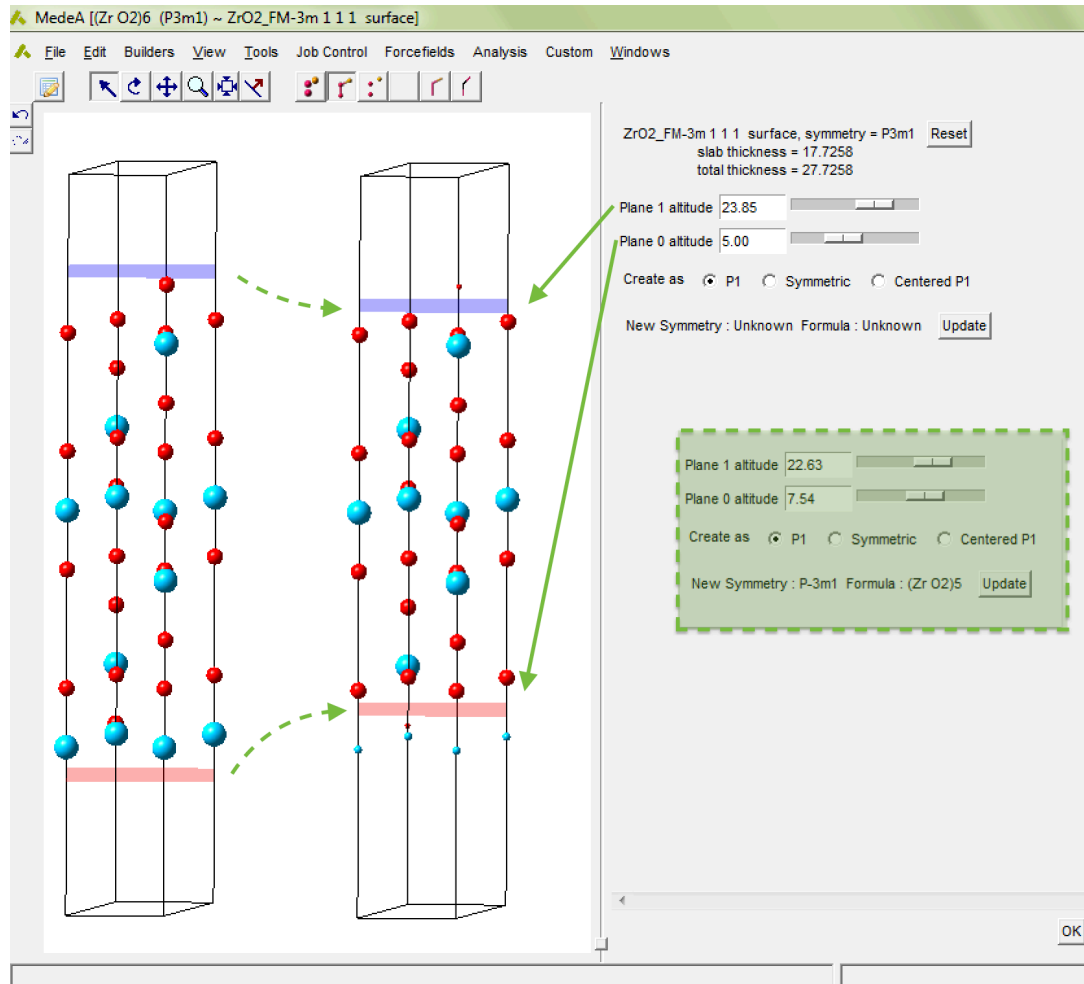 MedeA [(Zr O2)6 (P3m1) ~ ZrO2_FM-3m 1 1 1 surface]
File Edit Builders View Tools Job Control Forcefields Analysis Custom Windows
ZrO2_FM-3m 1 1 1 surface, symmetry = P3m1 Reset
slab thickness = 17.7258
total thickness = 27.7258
Plane 1 altitude 23.85
Plane 0 altitude 5.00
Create as P1 Symmetric Centered P1
New Symmetry : Unknown Formula : Unknown Update
Plane 1 altitude 22.63
Plane 0 altitude 7.54
Create as P1 Symmetric Centered P1
New Symmetry : P-3m1 Formula : (Zr O2)5 Update
OK